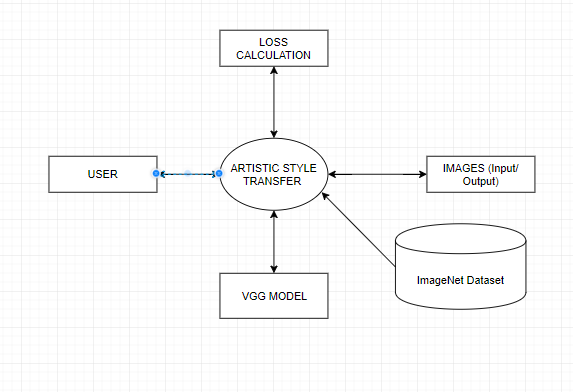 LOSS
CALCULATION
USER
ARTISTIC STYLE
TRANSFER
IMAGES (Input/
Output)
ImageNet Dataset
VGG MODEL